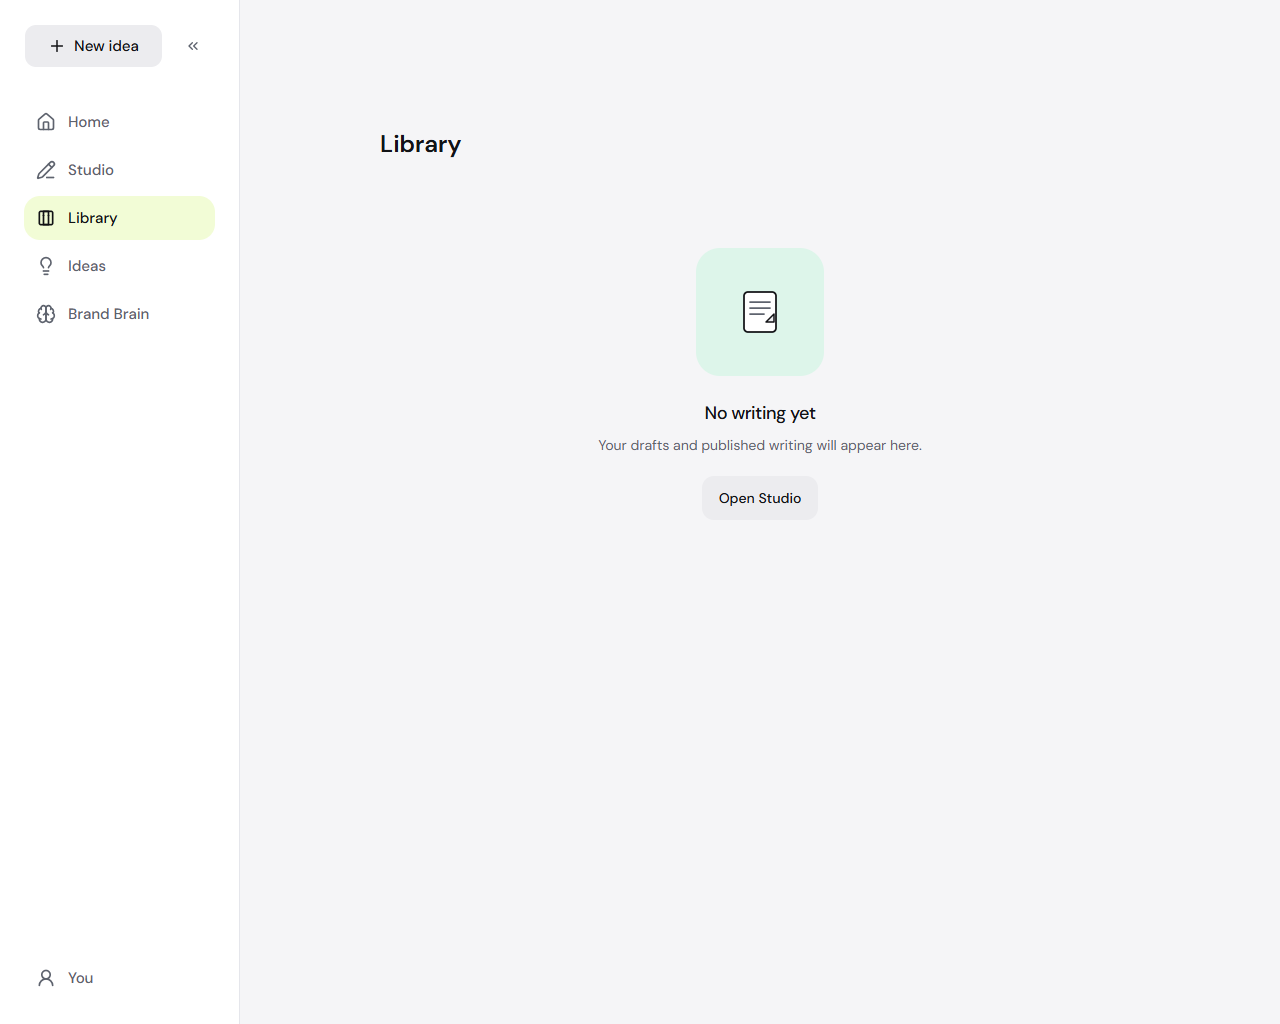 New idea
Home
Studio
Library
Ideas
Brand Brain
You
Library
No writing yet
Your drafts and published writing will appear here.
Open Studio